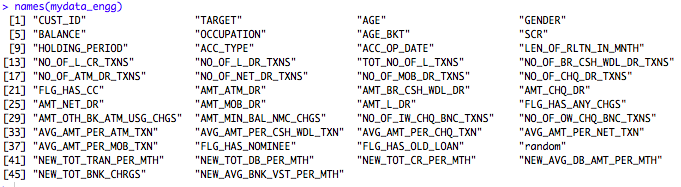 > names(mydata_engg)
[1] "CUST_ID" "TARGET" "AGE" "GENDER"
[5] "BALANCE" "OCCUPATION" "AGE_BKT" "SCR"
[9] "HOLDING_PERIOD" "ACC_TYPE" "ACC_OP_DATE" "LEN_OF_RLTN_IN_MNTH"
[13] "NO_OF_L_CR_TXNS" "NO_OF_L_DR_TXNS" "TOT_NO_OF_L_TXNS" "NO_OF_BR_CSH_WDL_DR_TXNS"
[17] "NO_OF_ATM_DR_TXNS" "NO_OF_NET_DR_TXNS" "NO_OF_MOB_DR_TXNS" "NO_OF_CHQ_DR_TXNS"
[21] "FLG_HAS_CC" "AMT_ATM_DR" "AMT_BR_CSH_WDL_DR" "AMT_CHQ_DR"
[25] "AMT_NET_DR" "AMT_MOB_DR" "AMT_L_DR" "FLG_HAS_ANY_CHGS"
[29] "AMT_OTH_BK_ATM_USG_CHGS" "AMT_MIN_BAL_NMC_CHGS" "NO_OF_IW_CHQ_BNC_TXNS" "NO_OF_OW_CHQ_BNC_TXNS"
[33] "AVG_AMT_PER_ATM_TXN" "AVG_AMT_PER_CSH_WDL_TXN" "AVG_AMT_PER_CHQ_TXN" "AVG_AMT_PER_NET_TXN"
[37] "AVG_AMT_PER_MOB_TXN" "FLG_HAS_NOMINEE" "FLG_HAS_OLD_LOAN" "random"
[41] "NEW_TOT_TRAN_PER_MTH" "NEW_TOT_DB_PER_MTH" "NEW_TOT_CR_PER_MTH" "NEW_AVG_DB_AMT_PER_MTH"
[45] "NEW_TOT_BNK_CHRGS" "NEW_AVG_BNK_VST_PER_MTH"